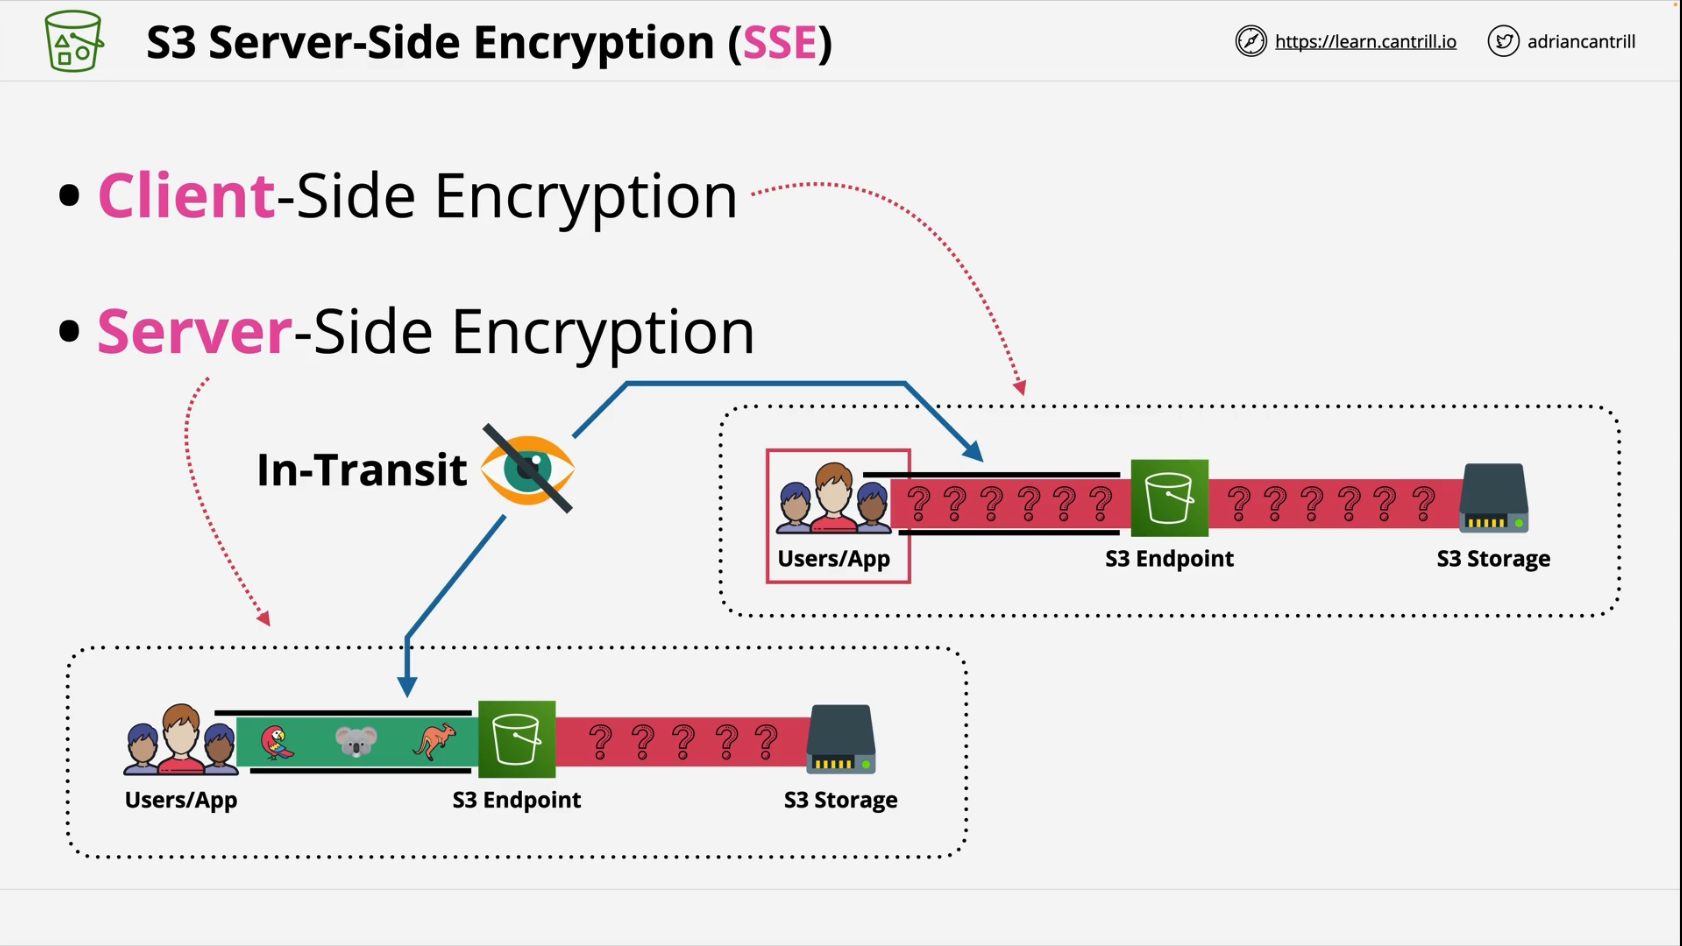 S3 Server-Side Encryption (SSE)
https://learn.cantrill.io
adriancantrill
• Client-Side Encryption
• Server-Side Encryption
In-Transit
? ? ? ? ? ? ? ? ? ? ? ?
Users/App
S3 Endpoint
S3 Storage
? ? ? ? ?
Users/App
S3 Endpoint
S3 Storage